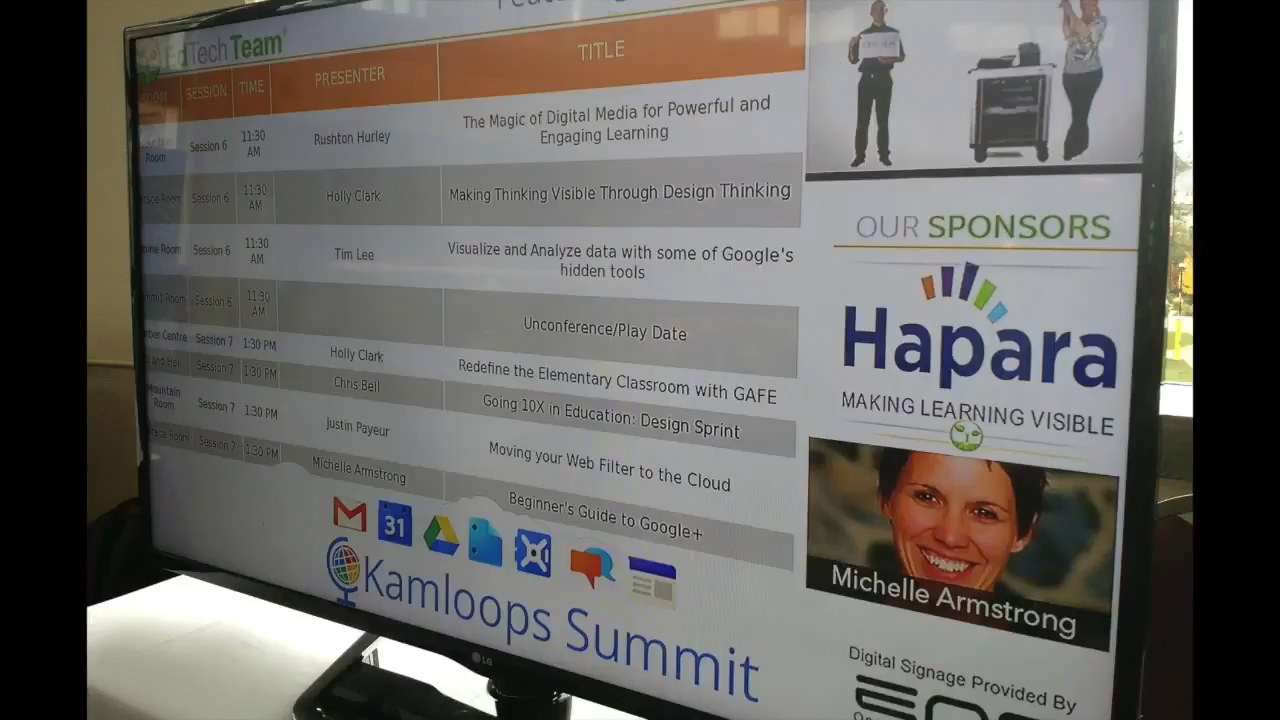 EdTechTeam
SESSION TIME PRESENTER TITLE
Room Session 6 11:30 AM Rushton Hurley The Magic of Digital Media for Powerful and Engaging Learning
Room Session 6 11:30 AM Holly Clark Making Thinking Visible Through Design Thinking
Room Session 6 11:30 AM Tim Lee Visualize and Analyze data with some of Google's hidden tools
Room Session 6 11:30 AM Unconference/Play Date
Centre Session 7 1:30 PM Holly Clark Redefine the Elementary Classroom with GAFE
Session 7 1:30 PM Chris Bell Going 10X in Education: Design Sprint
Mountain Room Session 7 1:30 PM Justin Payeur Moving your Web Filter to the Cloud
Room Session 7 1:30 PM Michelle Armstrong Beginner's Guide to Google+
31
Kamloops Summit
LG
OUR SPONSORS
Hapara
MAKING LEARNING VISIBLE
Michelle Armstrong
Digital Signage Provided By